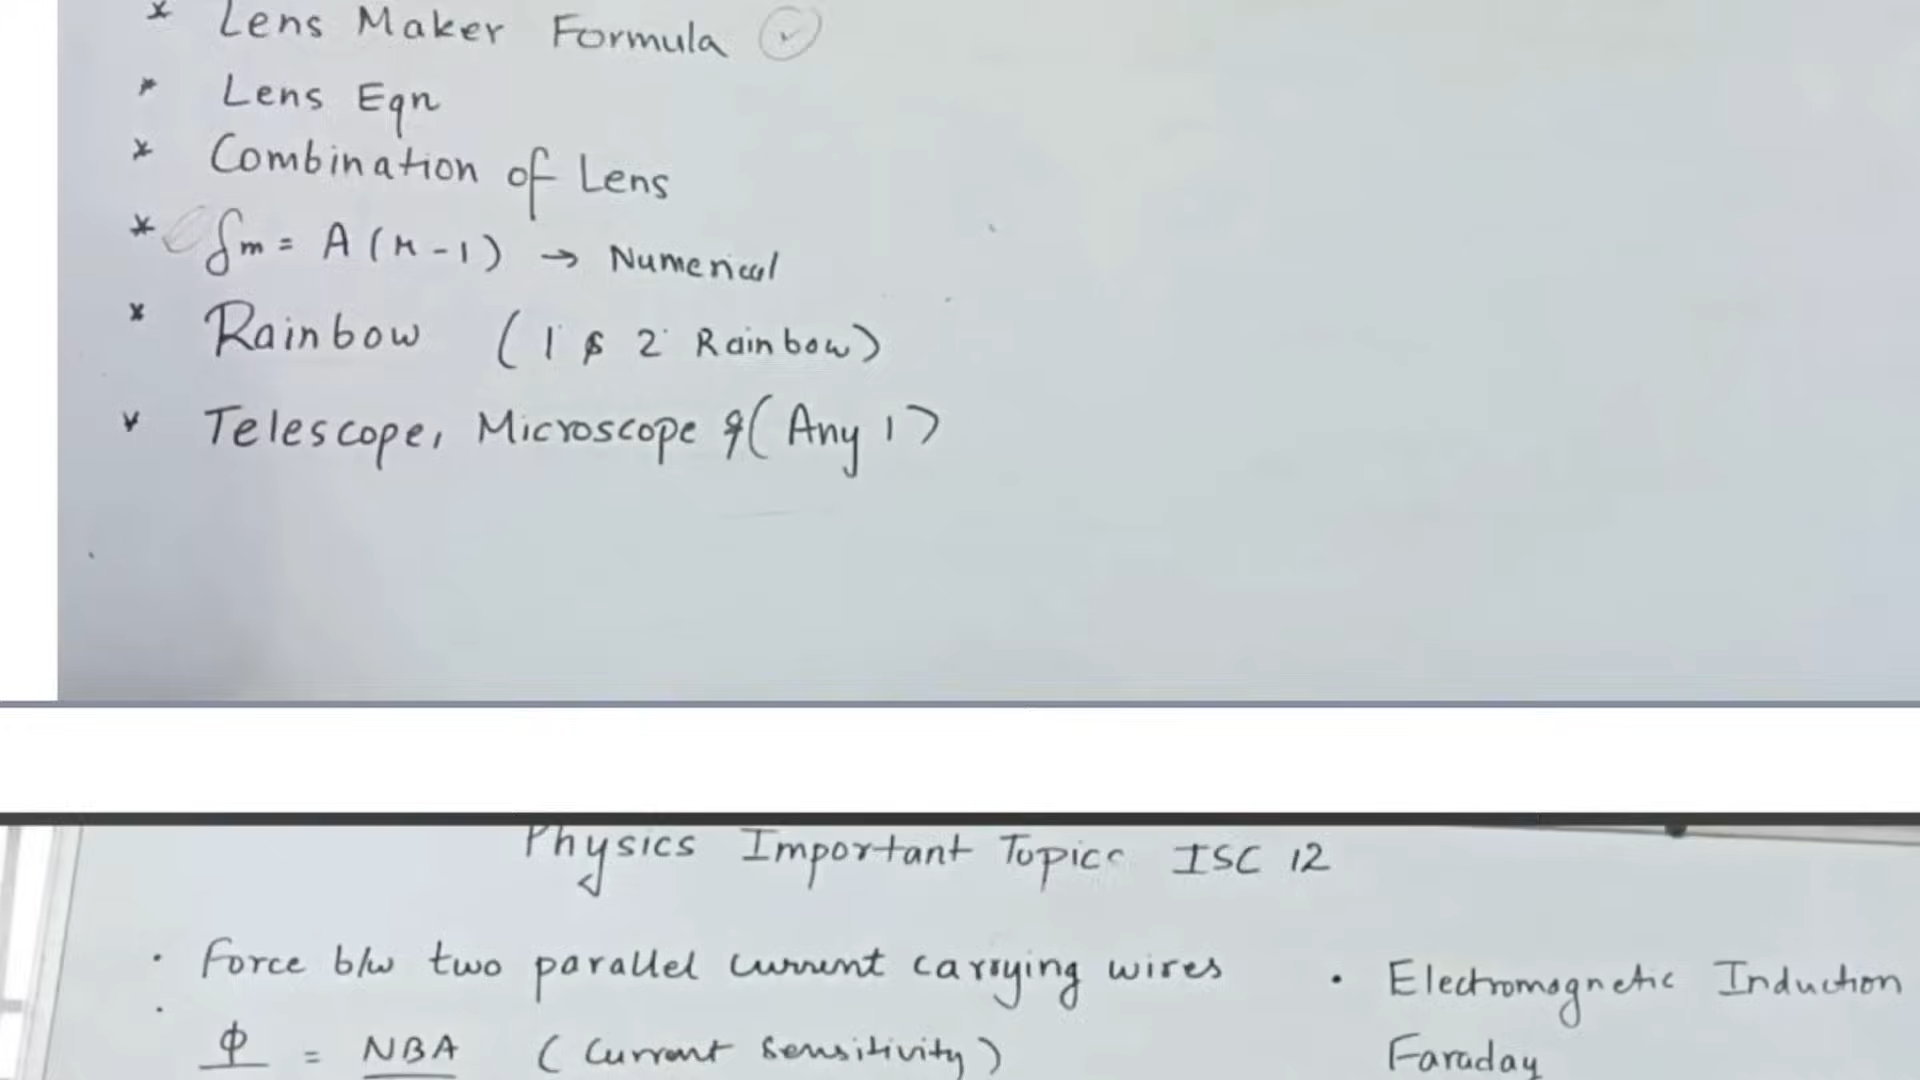 * Lens Maker Formula
* Lens Eqn
* Combination of Lens
* δm = A(μ-1) → Numerical
* Rainbow (1 & 2 Rainbow)
* Telescope, Microscope & (Any 1)
Physics Important Topics ISC 12
· Force b/w two parallel current carrying wires
· ϕ = NBA (Current Sensitivity)
· Electromagnetic Induction
Faraday